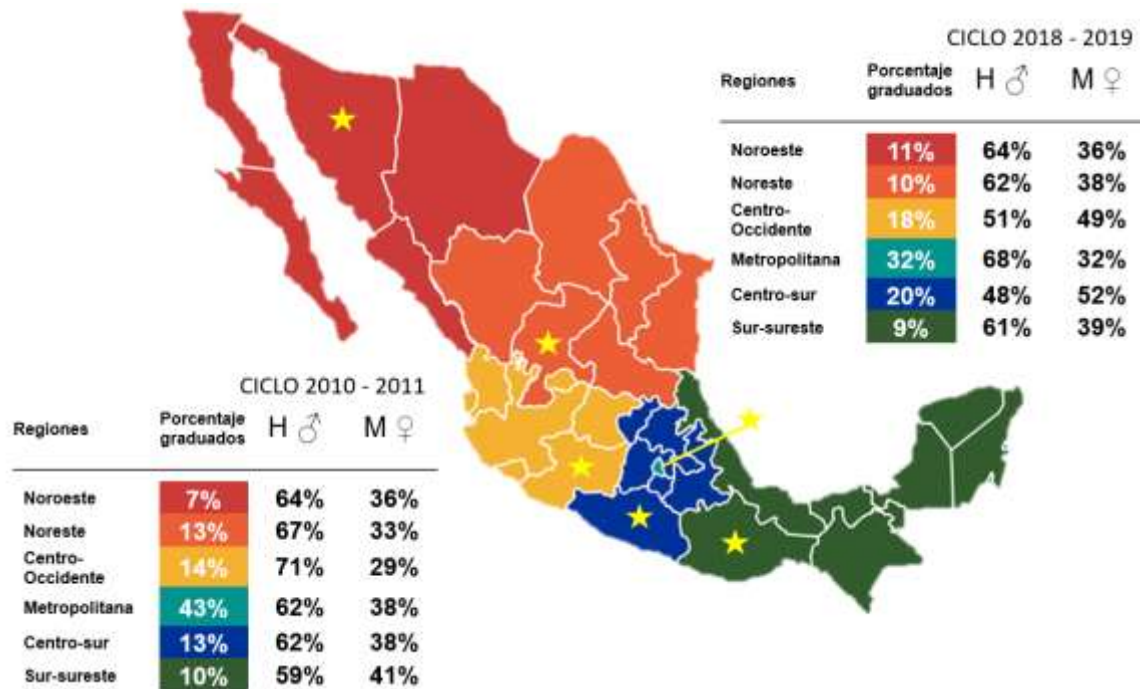 CICLO 2018 - 2019
Regiones Porcentaje graduados H ♂ M ♀
Noroeste 11% 64% 36%
Noreste 10% 62% 38%
Centro-Occidente 18% 51% 49%
Metropolitana 32% 68% 32%
Centro-sur 20% 48% 52%
Sur-sureste 9% 61% 39%
CICLO 2010 - 2011
Regiones Porcentaje graduados H ♂ M ♀
Noroeste 7% 64% 36%
Noreste 13% 67% 33%
Centro-Occidente 14% 71% 29%
Metropolitana 43% 62% 38%
Centro-sur 13% 62% 38%
Sur-sureste 10% 59% 41%